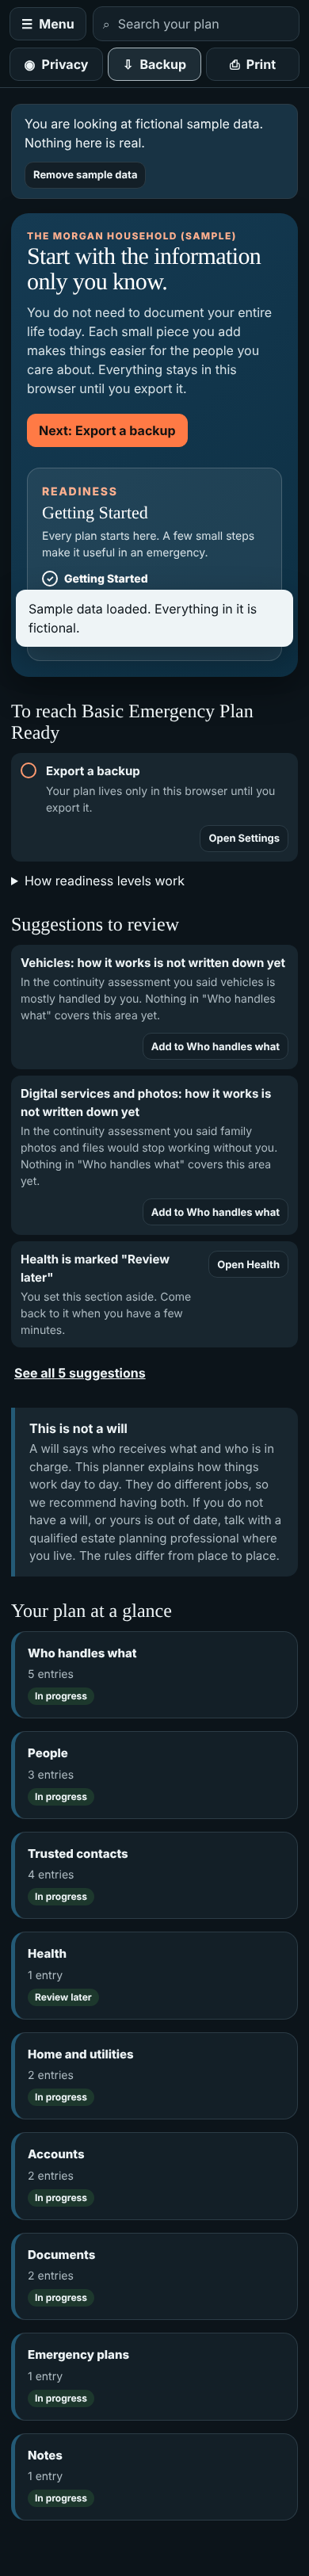 Menu
Search your plan
Privacy
Backup
Print
You are looking at fictional sample data.
Nothing here is real.
Remove sample data
THE MORGAN HOUSEHOLD (SAMPLE)
Start with the information
only you know.
You do not need to document your entire
life today. Each small piece you add
makes things easier for the people you
care about. Everything stays in this
browser until you export it.
Next: Export a backup
READINESS
Getting Started
Every plan starts here. A few small steps
make it useful in an emergency.
Getting Started
Sample data loaded. Everything in it is
fictional.
To reach Basic Emergency Plan
Ready
Export a backup
Your plan lives only in this browser until you
export it.
Open Settings
How readiness levels work
Suggestions to review
Vehicles: how it works is not written down yet
In the continuity assessment you said vehicles is
mostly handled by you. Nothing in "Who handles
what" covers this area yet.
Add to Who handles what
Digital services and photos: how it works is
not written down yet
In the continuity assessment you said family
photos and files would stop working without you.
Nothing in "Who handles what" covers this area
yet.
Add to Who handles what
Health is marked "Review
later"
Open Health
You set this section aside. Come
back to it when you have a few
minutes.
See all 5 suggestions
This is not a will
A will says who receives what and who is in
charge. This planner explains how things
work day to day. They do different jobs, so
we recommend having both. If you do not
have a will, or yours is out of date, talk with a
qualified estate planning professional where
you live. The rules differ from place to place.
Your plan at a glance
Who handles what
5 entries
In progress
People
3 entries
In progress
Trusted contacts
4 entries
In progress
Health
1 entry
Review later
Home and utilities
2 entries
In progress
Accounts
2 entries
In progress
Documents
2 entries
In progress
Emergency plans
1 entry
In progress
Notes
1 entry
In progress